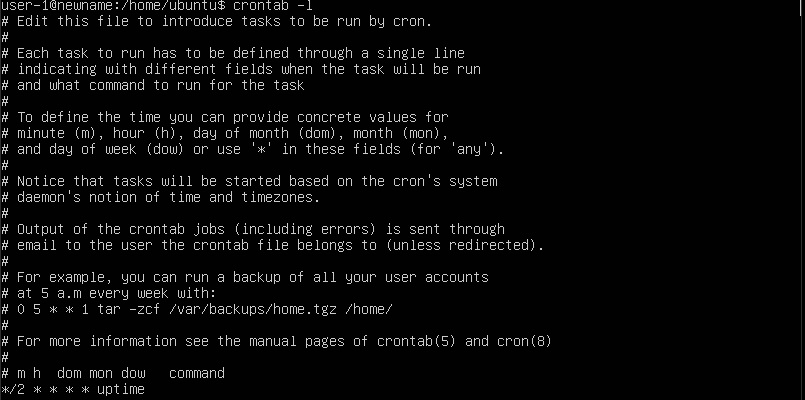 user-1@newname:/home/ubuntu$ crontab -l
# Edit this file to introduce tasks to be run by cron.
#
# Each task to run has to be defined through a single line
# indicating with different fields when the task will be run
# and what command to run for the task
#
# To define the time you can provide concrete values for
# minute (m), hour (h), day of month (dom), month (mon),
# and day of week (dow) or use '*' in these fields (for 'any').
#
# Notice that tasks will be started based on the cron's system
# daemon's notion of time and timezones.
#
# Output of the crontab jobs (including errors) is sent through
# email to the user the crontab file belongs to (unless redirected).
#
# For example, you can run a backup of all your user accounts
# at 5 a.m every week with:
# 0 5 * * 1 tar -zcf /var/backups/home.tgz /home/
#
# For more information see the manual pages of crontab(5) and cron(8)
#
# m h  dom mon dow   command
*/2 * * * * uptime